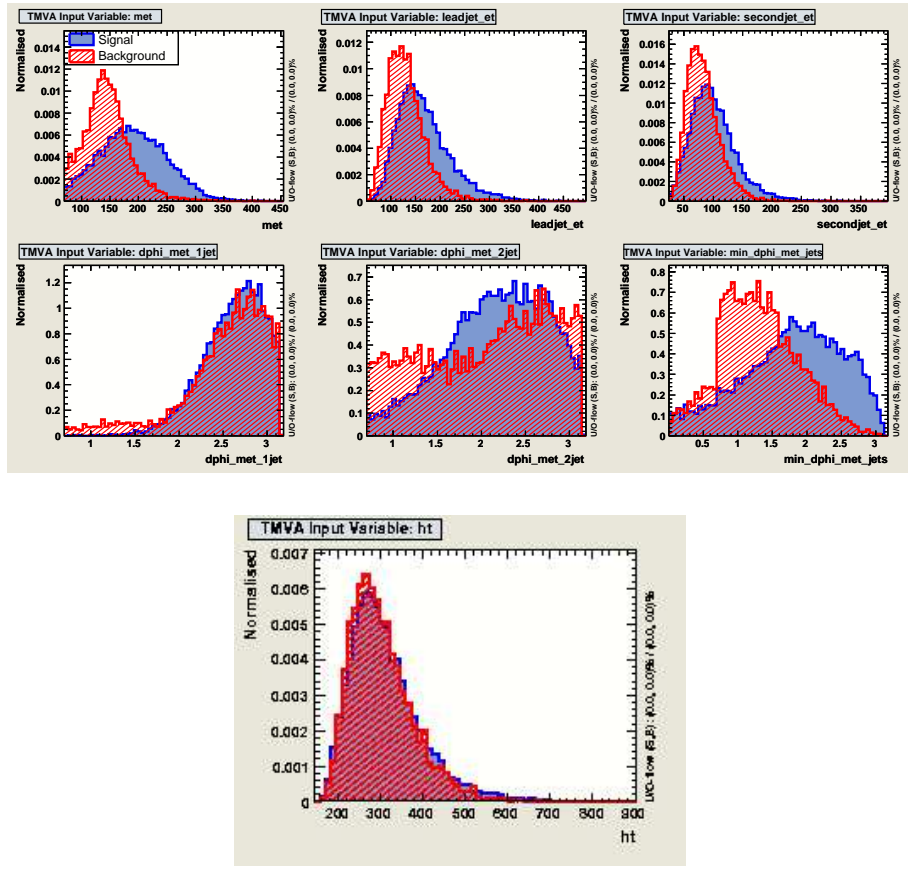 TMVA Input Variable: met
Normalised
0.014
0.012
0.01
0.008
0.006
0.004
0.002
0
100 150 200 250 300 350 400 450
met
Signal
Background
U/O-flow (S,B): (0.0, 0.0)% / (0.0, 0.0)%
TMVA Input Variable: leadjet_et
Normalised
0.012
0.01
0.008
0.006
0.004
0.002
0
100 150 200 250 300 350 400 450
leadjet_et
U/O-flow (S,B): (0.0, 0.0)% / (0.0, 0.0)%
TMVA Input Variable: secondjet_et
Normalised
0.016
0.014
0.012
0.01
0.008
0.006
0.004
0.002
0
50 100 150 200 250 300 350
secondjet_et
U/O-flow (S,B): (0.0, 0.0)% / (0.0, 0.0)%
TMVA Input Variable: dphi_met_1jet
Normalised
1.2
1
0.8
0.6
0.4
0.2
0
1 1.5 2 2.5 3
dphi_met_1jet
U/O-flow (S,B): (0.0, 0.0)% / (0.0, 0.0)%
TMVA Input Variable: dphi_met_2jet
Normalised
0.7
0.6
0.5
0.4
0.3
0.2
0.1
0
1 1.5 2 2.5 3
dphi_met_2jet
U/O-flow (S,B): (0.0, 0.0)% / (0.0, 0.0)%
TMVA Input Variable: min_dphi_met_jets
Normalised
0.8
0.7
0.6
0.5
0.4
0.3
0.2
0.1
0
0.5 1 1.5 2 2.5 3
min_dphi_met_jets
U/O-flow (S,B): (0.0, 0.0)% / (0.0, 0.0)%
TMVA Input Variable: ht
Normalised
0.007
0.006
0.005
0.004
0.003
0.002
0.001
0
200 300 400 500 600 700 800 900
ht
U/O-flow (S,B): (0.0, 0.0)% / (0.0, 0.0)%